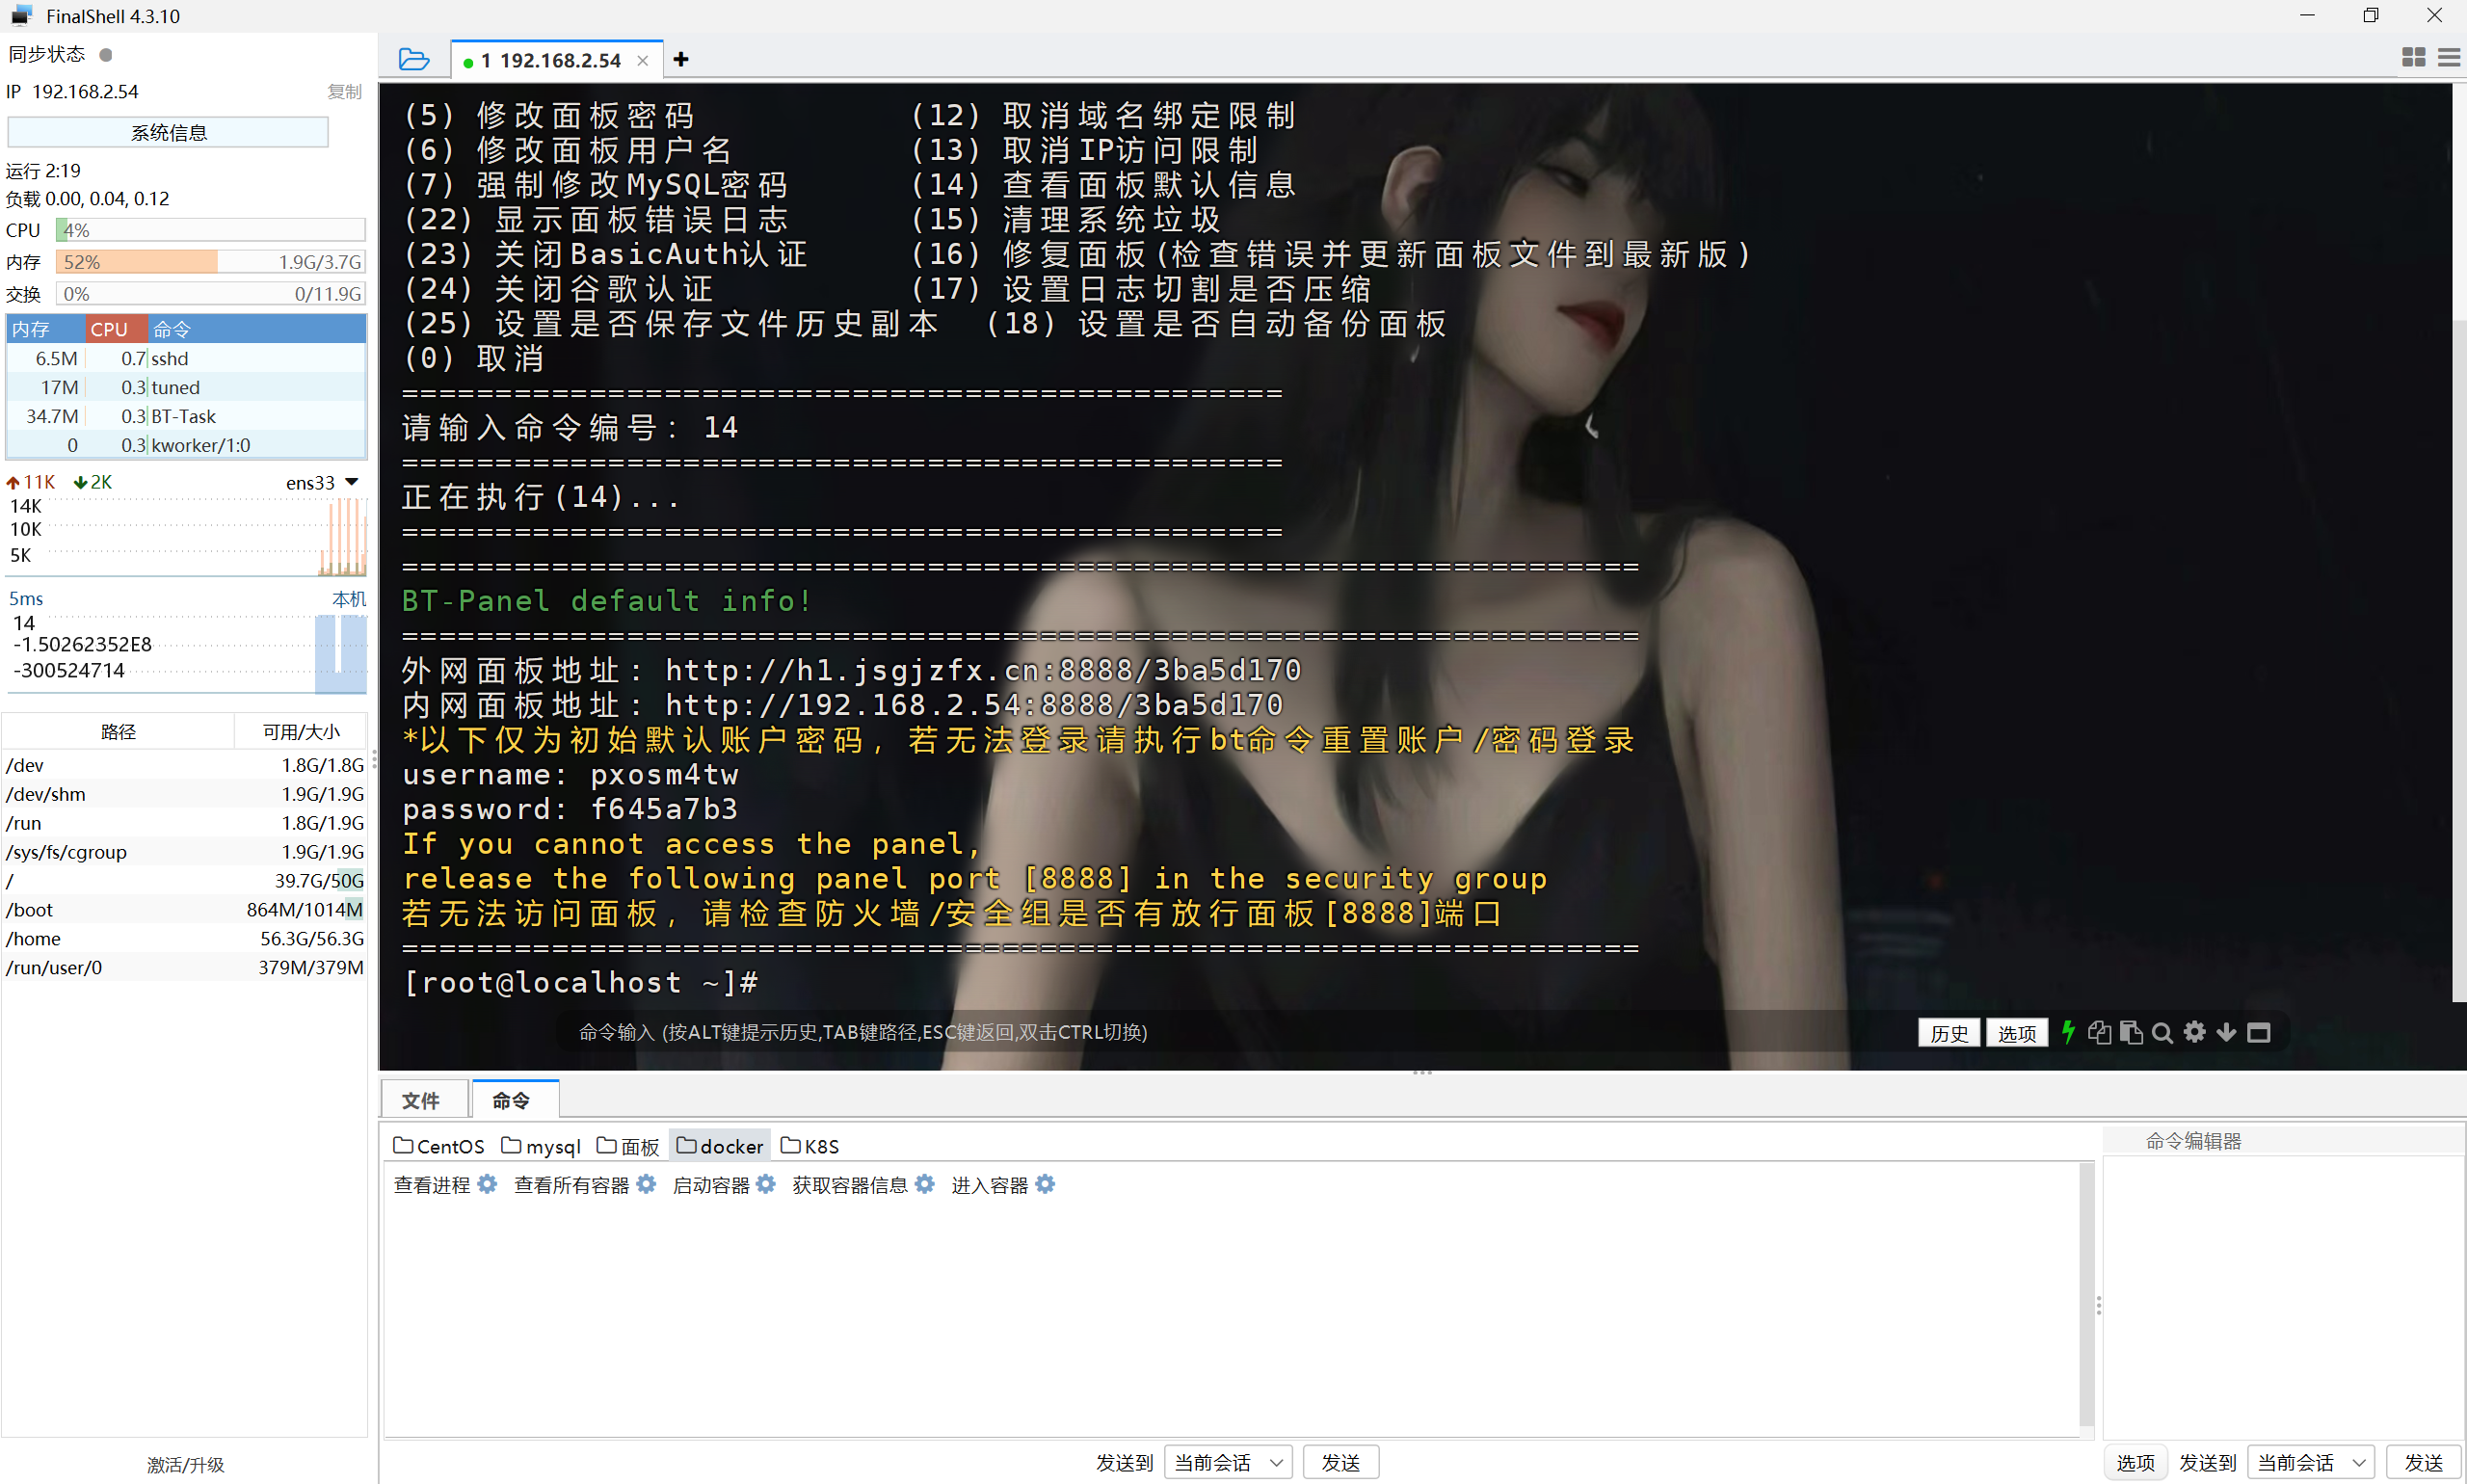 FinalShell 4.3.10
同步状态
IP 192.168.2.54 复制
系统信息
运行 2:19
负载 0.00, 0.04, 0.12
CPU 4%
内存 52% 1.9G/3.7G
交换 0% 0/11.9G
内存 CPU 命令
6.5M 0.7 sshd
17M 0.3 tuned
34.7M 0.3 BT-Task
0 0.3 kworker/1:0
11K 2K ens33
14K
10K
5K
5ms 本机
14
-1.50262352E8
-300524714
路径 可用/大小
/dev 1.8G/1.8G
/dev/shm 1.9G/1.9G
/run 1.8G/1.9G
/sys/fs/cgroup 1.9G/1.9G
/ 39.7G/50G
/boot 864M/1014M
/home 56.3G/56.3G
/run/user/0 379M/379M
激活/升级
1 192.168.2.54
(5) 修改面板密码 (12) 取消域名绑定限制
(6) 修改面板用户名 (13) 取消IP访问限制
(7) 强制修改MySQL密码 (14) 查看面板默认信息
(22) 显示面板错误日志 (15) 清理系统垃圾
(23) 关闭BasicAuth认证 (16) 修复面板(检查错误并更新面板文件到最新版)
(24) 关闭谷歌认证 (17) 设置日志切割是否压缩
(25) 设置是否保存文件历史副本 (18) 设置是否自动备份面板
(0) 取消
===============================================
请输入命令编号: 14
===============================================
正在执行(14)...
===============================================
==================================================================
BT-Panel default info!
==================================================================
外网面板地址: http://h1.jsgjzfx.cn:8888/3ba5d170
内网面板地址: http://192.168.2.54:8888/3ba5d170
*以下仅为初始默认账户密码, 若无法登录请执行bt命令重置账户/密码登录
username: pxosm4tw
password: f645a7b3
If you cannot access the panel,
release the following panel port [8888] in the security group
若无法访问面板, 请检查防火墙/安全组是否有放行面板[8888]端口
==================================================================
[root@localhost ~]#
命令输入 (按ALT键提示历史,TAB键路径,ESC键返回,双击CTRL切换) 历史 选项
文件 命令
CentOS mysql 面板 docker K8S
查看进程 查看所有容器 启动容器 获取容器信息 进入容器
发送到 当前会话 发送
命令编辑器
选项 发送到 当前会话 发送